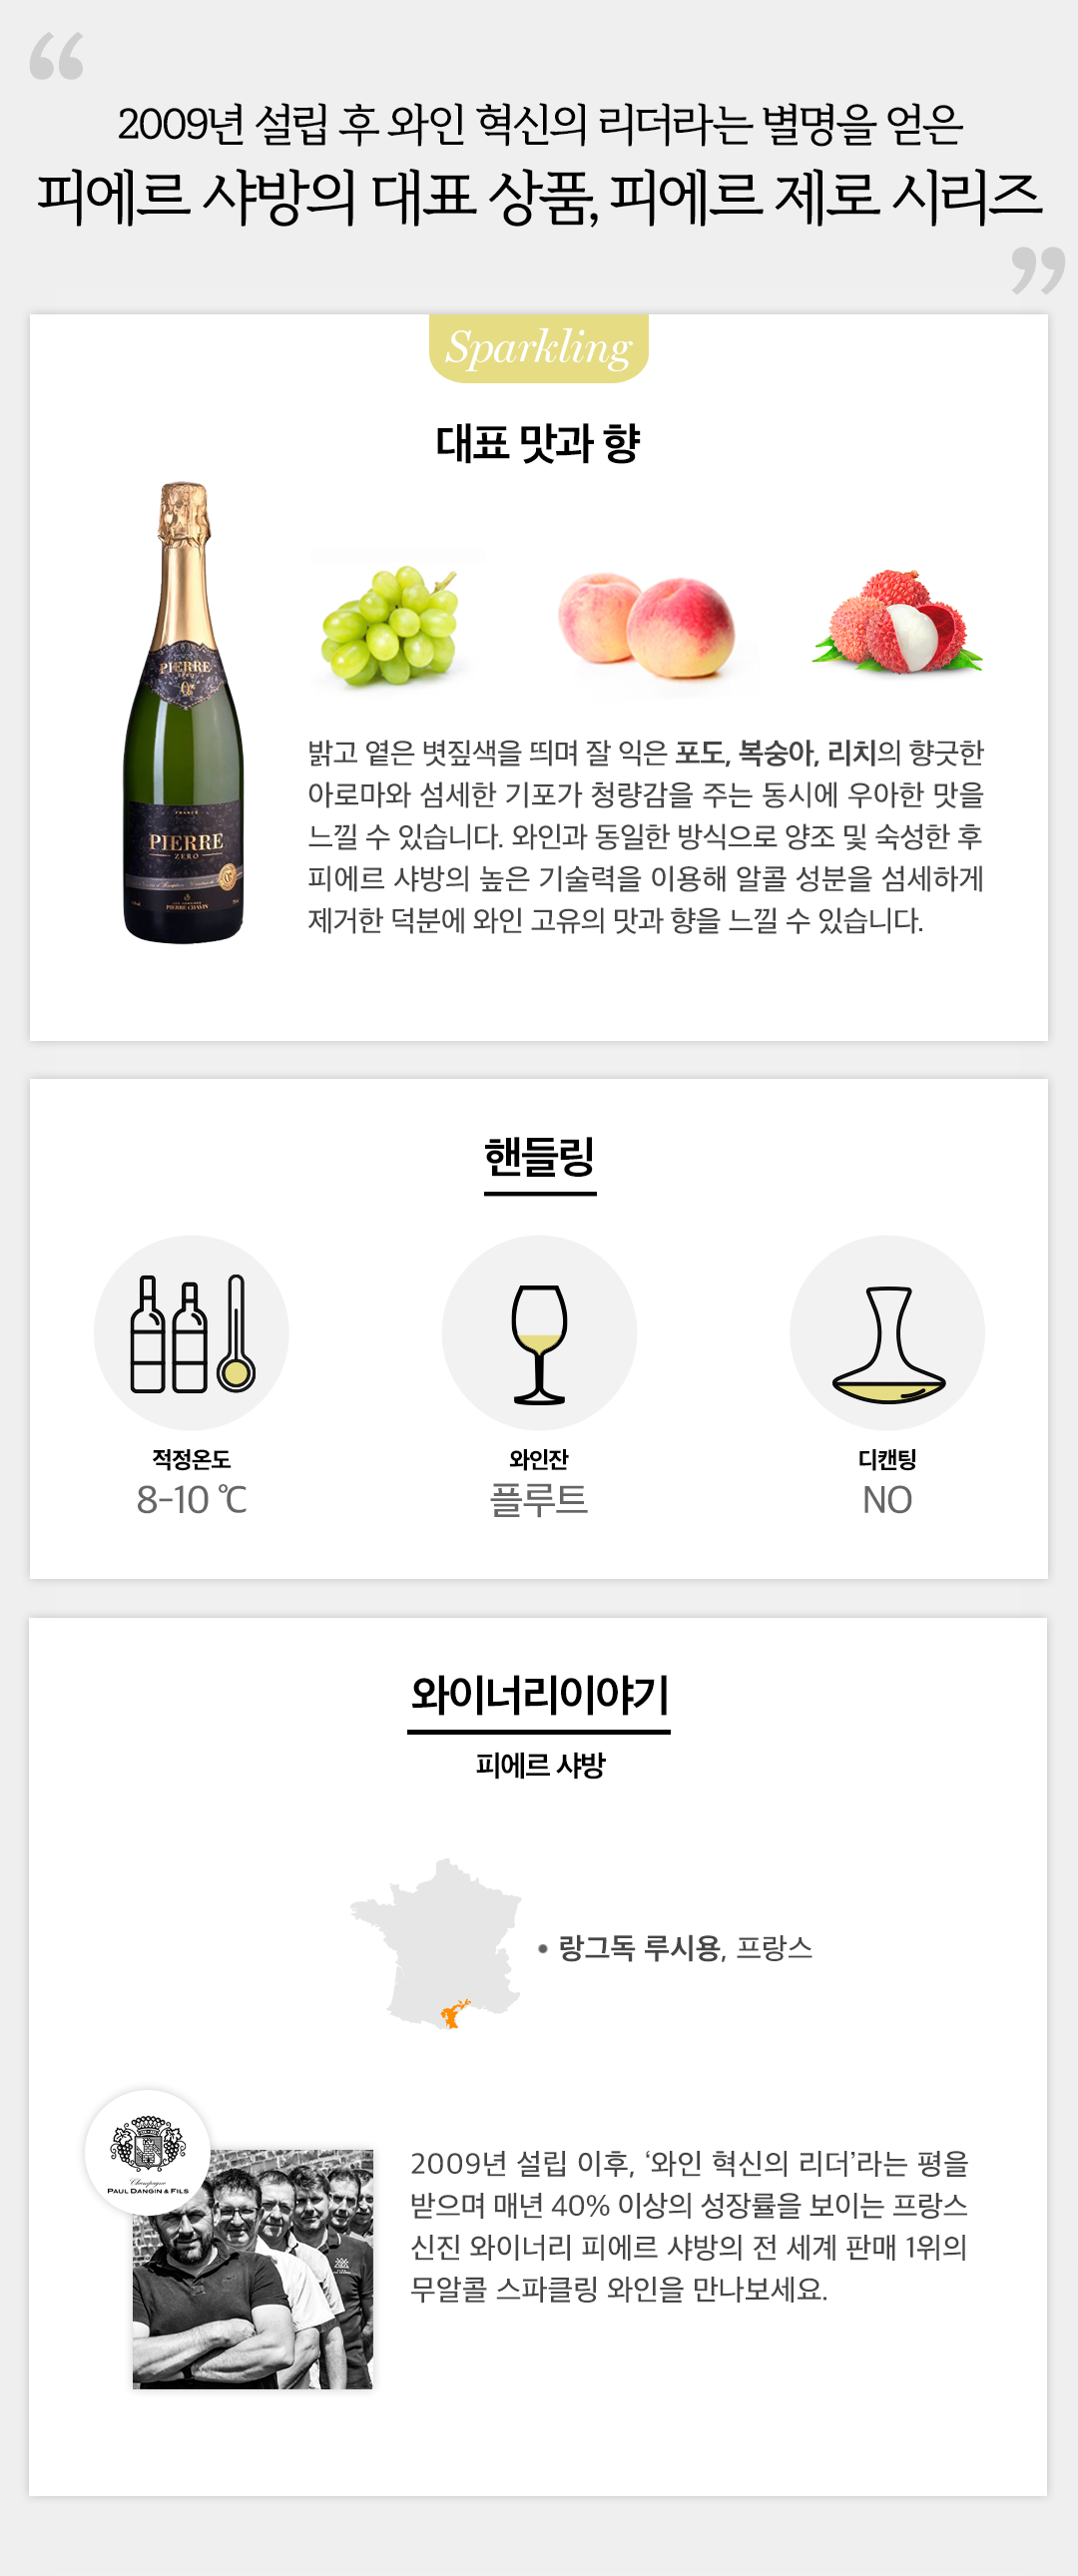 “
2009년 설립 후 와인 혁신의 리더라는 별명을 얻은
피에르 샤방의 대표 상품, 피에르 제로 시리즈
”
Sparkling
대표 맛과 향
PIERRE
ZERO
0%
FRANCE
PIERRE
ZERO
PIERRE CHAVIN
밝고 옅은 볏짚색을 띄며 잘 익은 포도, 복숭아, 리치의 향긋한
아로마와 섬세한 기포가 청량감을 주는 동시에 우아한 맛을
느낄 수 있습니다. 와인과 동일한 방식으로 양조 및 숙성한 후
피에르 샤방의 높은 기술력을 이용해 알콜 성분을 섬세하게
제거한 덕분에 와인 고유의 맛과 향을 느낄 수 있습니다.
핸들링
적정온도
8-10 ℃
와인잔
플루트
디캔팅
NO
와이너리이야기
피에르 샤방
• 랑그독 루시용, 프랑스
Champagne
PAUL DANGIN & FILS
2009년 설립 이후, ‘와인 혁신의 리더’라는 평을
받으며 매년 40% 이상의 성장률을 보이는 프랑스
신진 와이너리 피에르 샤방의 전 세계 판매 1위의
무알콜 스파클링 와인을 만나보세요.